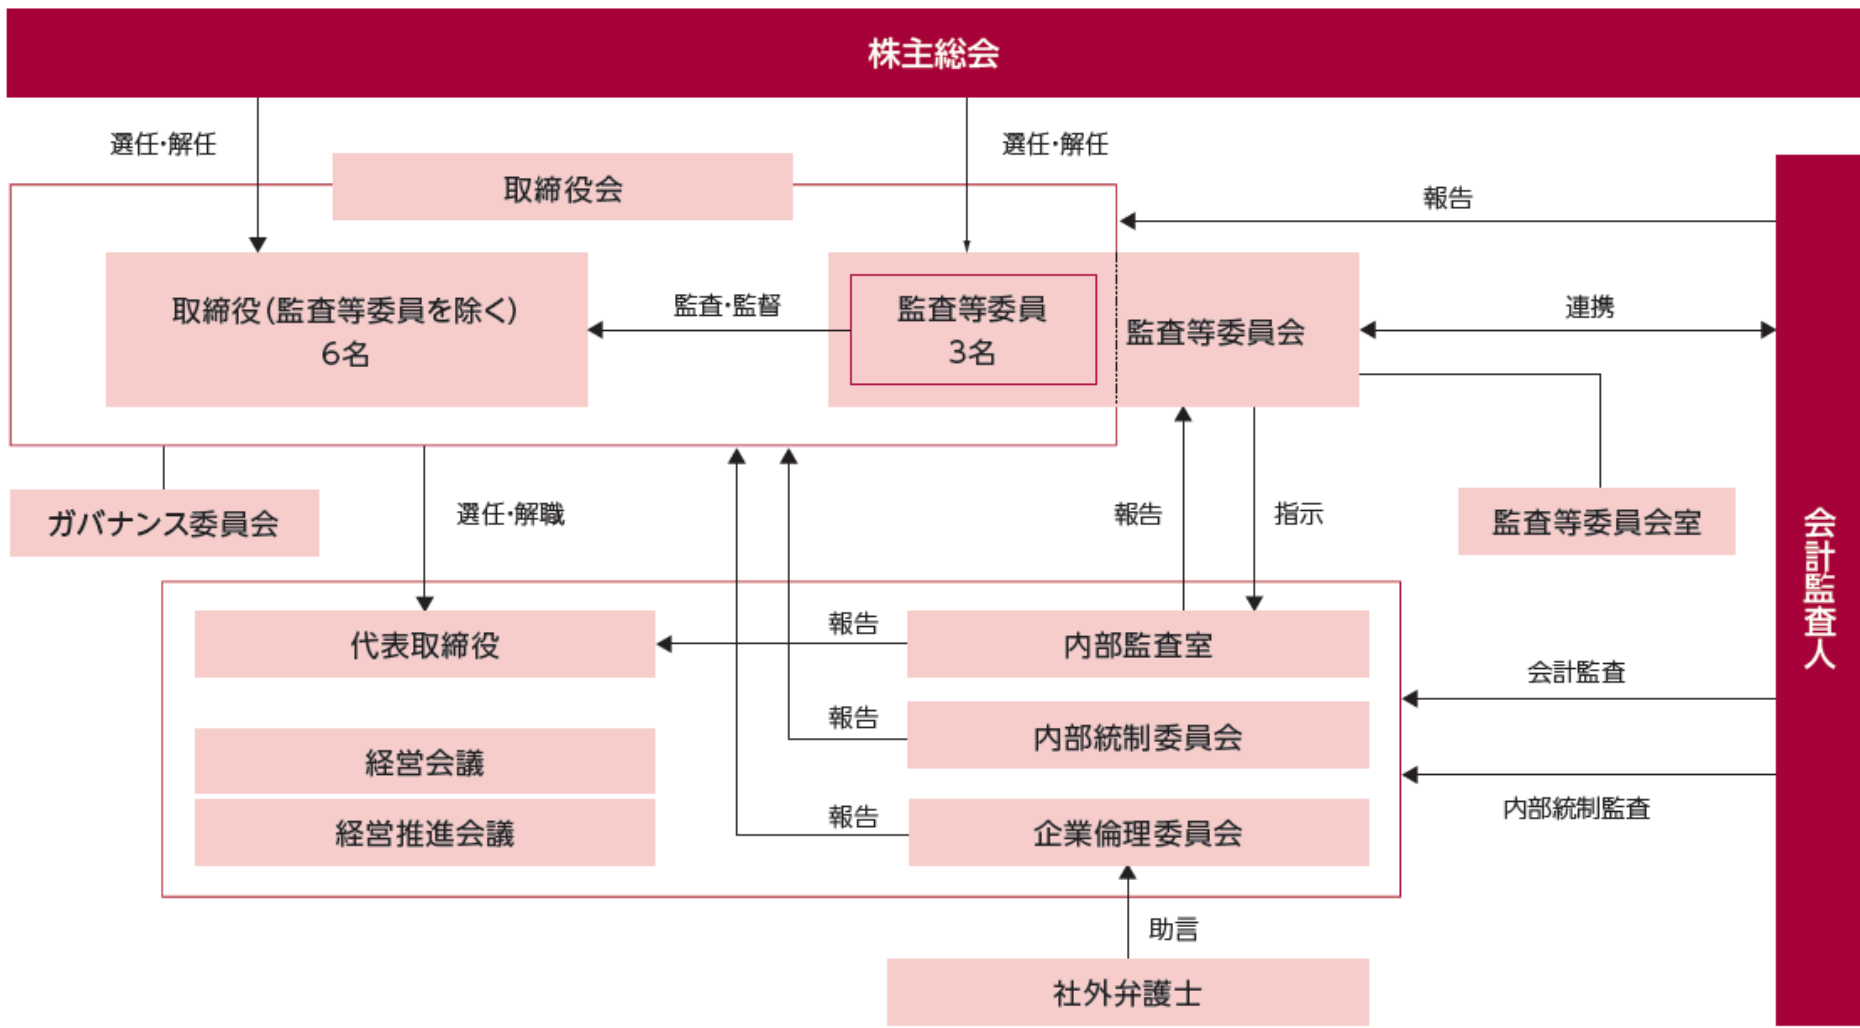 株主総会
選任・解任
選任・解任
取締役会
報告
取締役(監査等委員を除く)
6名
監査・監督
監査等委員
3名
監査等委員会
連携
ガバナンス委員会
選任・解職
報告
指示
監査等委員会室
会計監査人
代表取締役
報告
内部監査室
会計監査
報告
内部統制委員会
経営会議
内部統制監査
経営推進会議
報告
企業倫理委員会
助言
社外弁護士